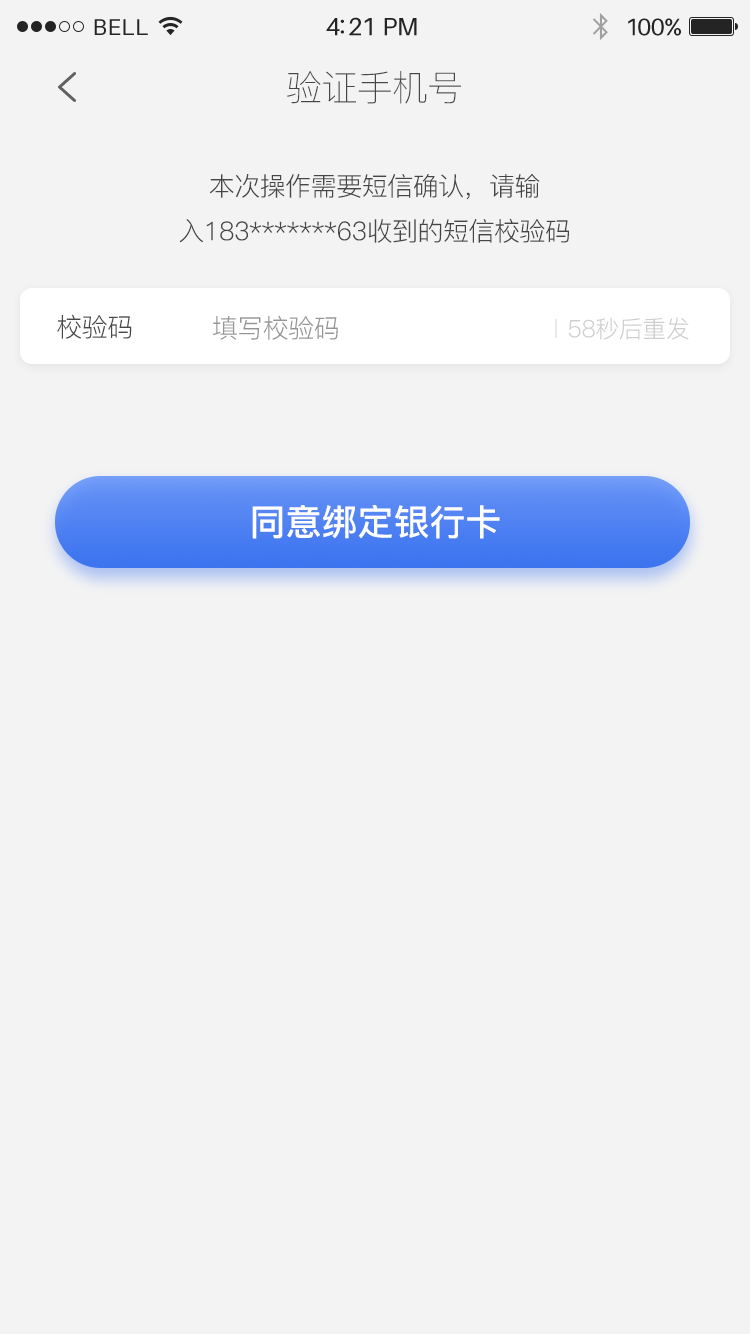 BELL 4:21 PM 100%
验证手机号
本次操作需要短信确认，请输
入183*******63收到的短信校验码
校验码 填写校验码 58秒后重发
同意绑定银行卡